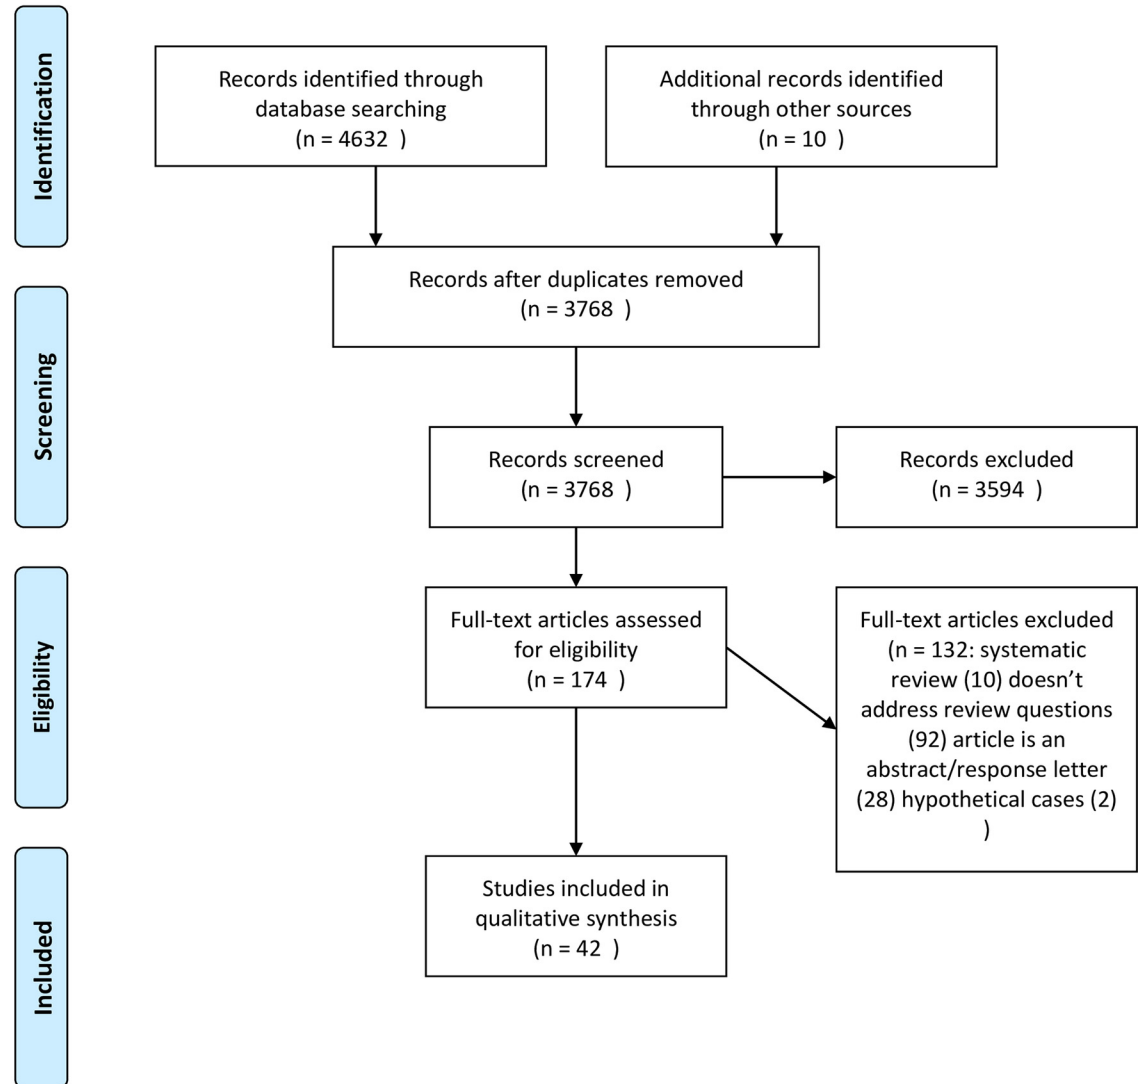 Identification
Records identified through
database searching
(n = 4632  )
Additional records identified
through other sources
(n = 10  )
Records after duplicates removed
(n = 3768  )
Screening
Records screened
(n = 3768  )
Records excluded
(n = 3594  )
Eligibility
Full-text articles assessed
for eligibility
(n = 174  )
Full-text articles excluded
(n = 132: systematic
review (10) doesn’t
address review questions
(92) article is an
abstract/response letter
(28) hypothetical cases (2)
)
Included
Studies included in
qualitative synthesis
(n = 42  )